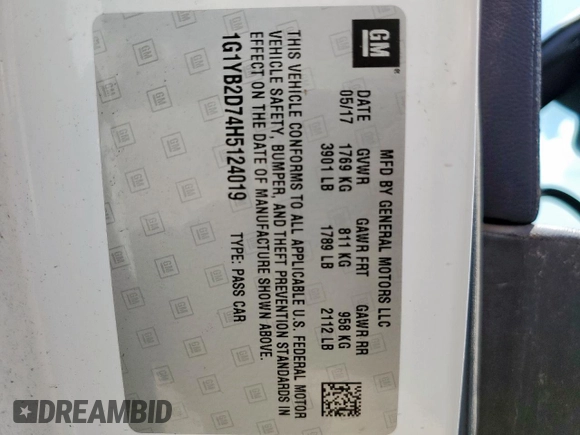 GM
®
MFD BY GENERAL MOTORS LLC
DATE GVWR GAWR FRT GAWR RR
05/17 1769 KG 811 KG 958 KG
3901 LB 1789 LB 2112 LB
THIS VEHICLE CONFORMS TO ALL APPLICABLE U.S. FEDERAL MOTOR
VEHICLE SAFETY, BUMPER, AND THEFT PREVENTION STANDARDS IN
EFFECT ON THE DATE OF MANUFACTURE SHOWN ABOVE.
1G1YB2D74H5124019 TYPE: PASS CAR
DREAMBID